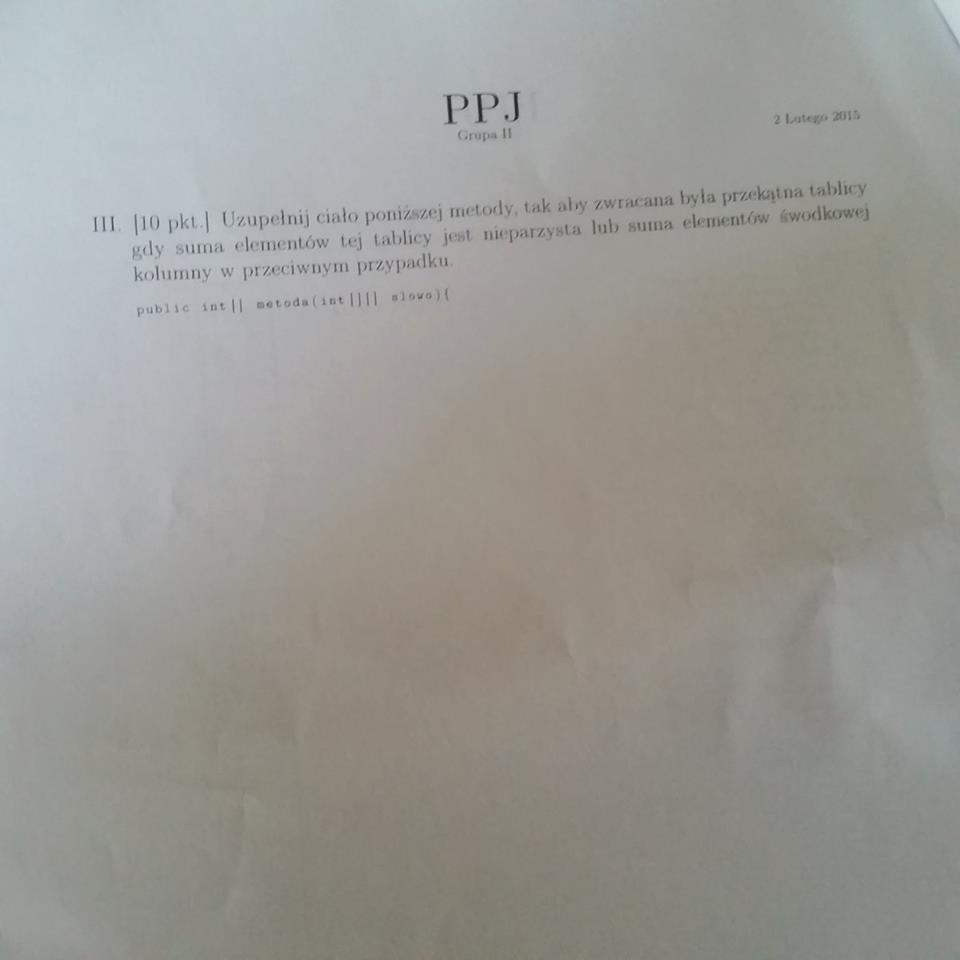 PPJ
Grupa II
2 Lutego 2015
III. [10 pkt.] Uzupełnij ciało poniższej metody, tak aby zwracana była przekątna tablicy
gdy suma elementów tej tablicy jest nieparzysta lub suma elementów śwodkowej
kolumny w przeciwnym przypadku.
public int[] metoda(int[][] slowo){